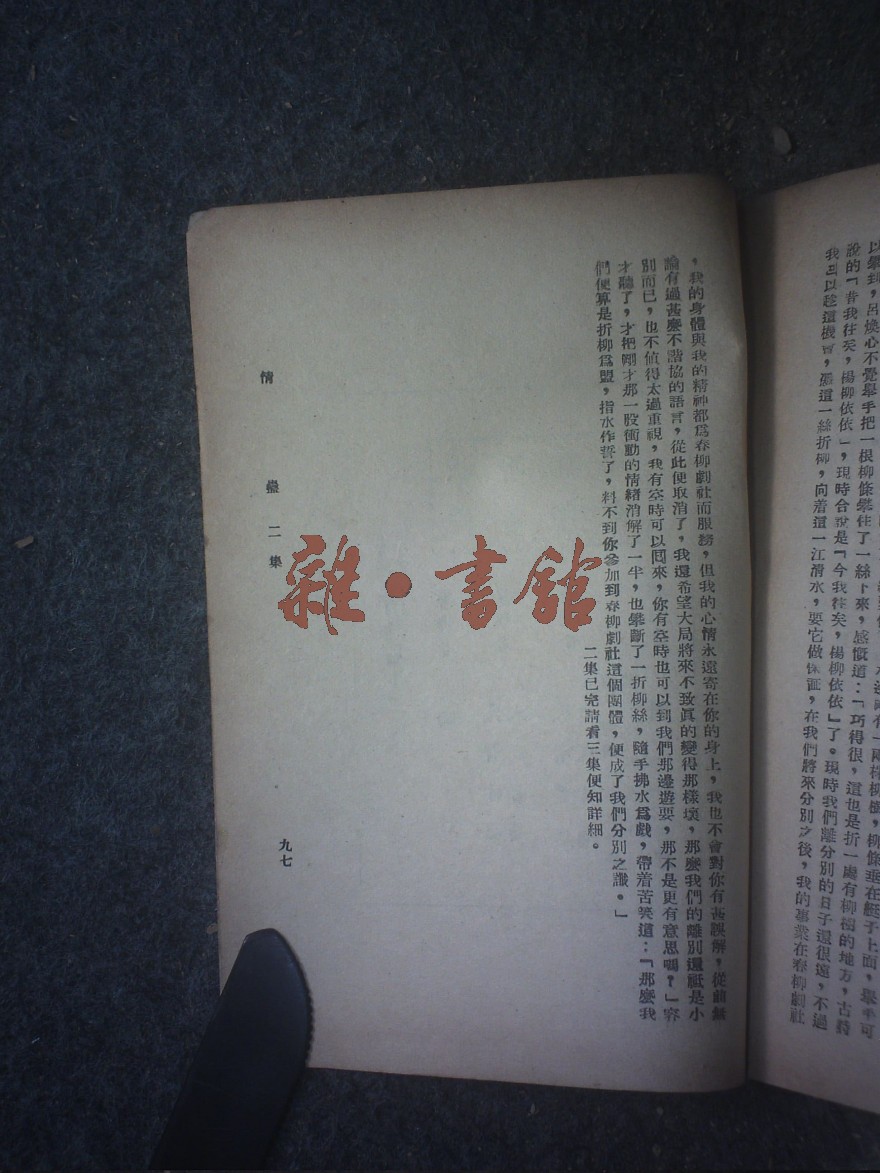 以攀到，呂煥心不覺舉手把一根柳條攀住了一絲下來，感慨道：「巧得很，這也是折一處有柳樹的地方，古詩
說的「昔我往矣，楊柳依依」，現時合說是「今我往矣，楊柳依依」了。現時我們離分別的日子還很遠，不過
我可以趁這機會，摄這一絲折柳，向着這一江清水，要它做保証，在我們將來分別之後，我的事業在春柳劇社
，我的身體與我的精神都爲春柳劇社而服務，但我的心情永遠寄在你的身上，我也不會對你有甚誤解，從前無
論有過甚麼不諧協的語言，從此便取消了，我還希望大局將來不致眞的變得那樣壞，那麼我們的離別還祗是小
別而已，也不値得太過重視，我有空時可以囘來，你有空時也可以到我們那邊遊耍，那不是更有意思嗎？」容
才聽了，才把剛才那一股衝動的情緒消解了一半，也攀斷了一折柳絲，隨手拂水爲戲，帶着苦笑道：「那麼我
們便算是折柳爲盟，指水作誓了，料不到你參加到春柳劇社這個團體，便成了我們分別之讖。」
二集已完請看三集便知詳細。
情蠱二集
九七
雜·書館